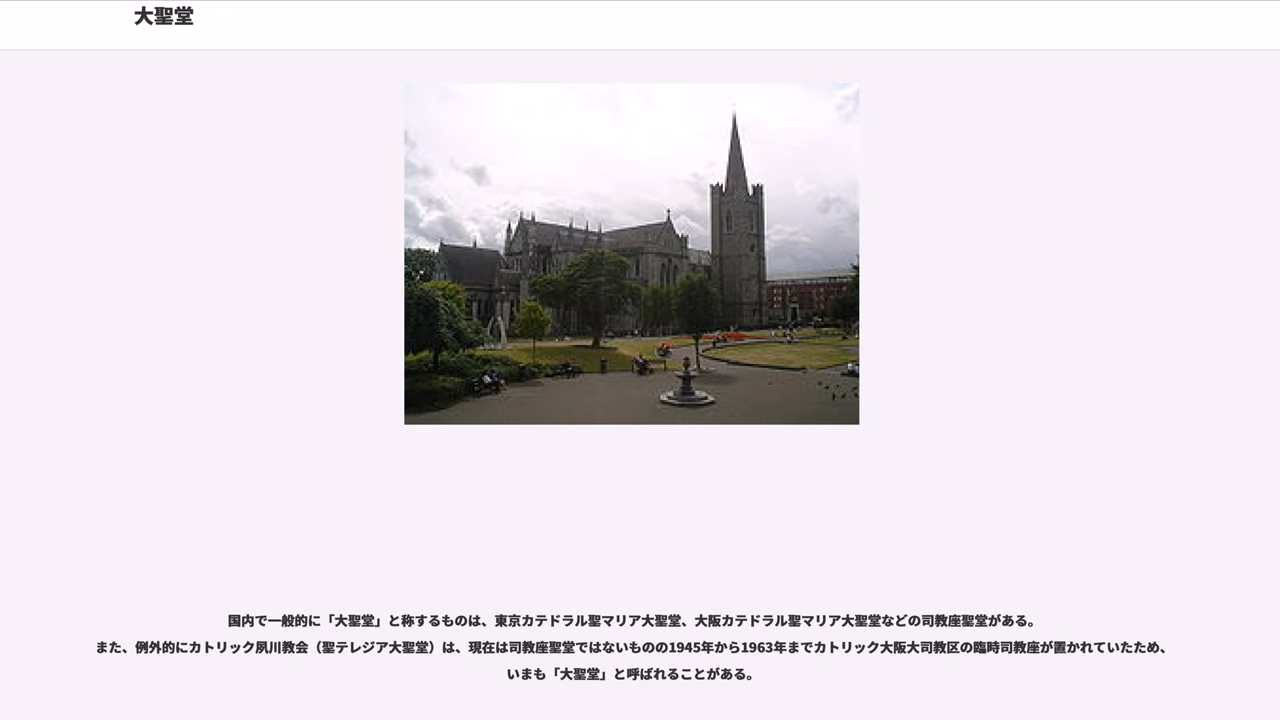 大聖堂
国内で一般的に「大聖堂」と称するものは、東京カテドラル聖マリア大聖堂、大阪カテドラル聖マリア大聖堂などの司教座聖堂がある。
また、例外的にカトリック夙川教会（聖テレジア大聖堂）は、現在は司教座聖堂ではないものの1945年から1963年までカトリック大阪大司教区の臨時司教座が置かれていたため、
いまも「大聖堂」と呼ばれることがある。